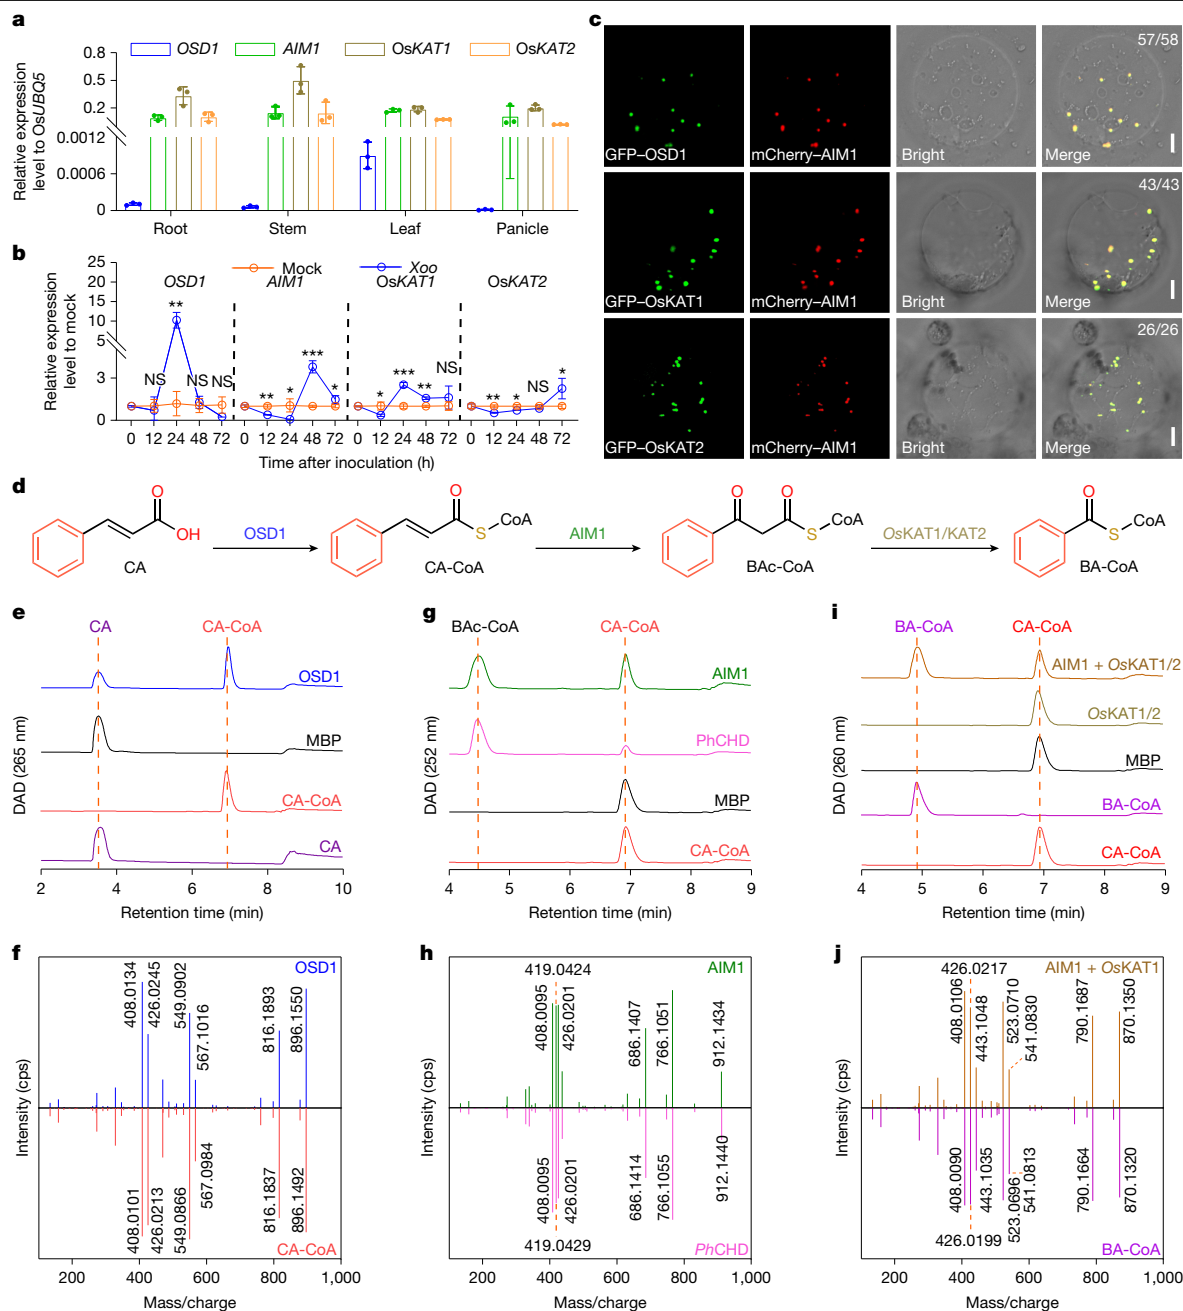 a
OSD1 AIM1 OsKAT1 OsKAT2
Relative expression
level to OsUBQ5
0.8
0.5
0.2
0.0012
0.0006
0
Root Stem Leaf Panicle
b
Mock Xoo
OSD1 AIM1 OsKAT1 OsKAT2
Relative expression
level to mock
25
20
15
10
5
3
1
NS ** NS NS
** * *** *
* *** ** NS
** * NS *
0 12 24 48 72 0 12 24 48 72 0 12 24 48 72 0 12 24 48 72
Time after inoculation (h)
c
57/58
GFP–OSD1 mCherry–AIM1 Bright Merge
43/43
GFP–OsKAT1 mCherry–AIM1 Bright Merge
26/26
GFP–OsKAT2 mCherry–AIM1 Bright Merge
d
O OH
CA
OSD1
O S CoA
CA-CoA
AIM1
O O S CoA
BAc-CoA
OsKAT1/KAT2
O S CoA
BA-CoA
e
CA CA-CoA
DAD (265 nm)
OSD1
MBP
CA-CoA
CA
2 4 6 8 10
Retention time (min)
g
BAc-CoA CA-CoA
DAD (252 nm)
AIM1
PhCHD
MBP
CA-CoA
4 5 6 7 8 9
Retention time (min)
i
BA-CoA CA-CoA
DAD (260 nm)
AIM1 + OsKAT1/2
OsKAT1/2
MBP
BA-CoA
CA-CoA
4 5 6 7 8 9
Retention time (min)
f
OSD1
Intensity (cps)
408.0134
426.0245
549.0902
567.1016
816.1893
896.1550
408.0101
426.0213
549.0866
567.0984
816.1837
896.1492
CA-CoA
200 400 600 800 1,000
Mass/charge
h
419.0424
AIM1
Intensity (cps)
408.0095
426.0201
686.1407
766.1051
912.1434
408.0095
426.0201
686.1414
766.1055
912.1440
419.0429
PhCHD
200 400 600 800 1,000
Mass/charge
j
426.0217
AIM1 + OsKAT1
Intensity (cps)
408.0106
443.1048
523.0710
541.0830
790.1687
870.1350
408.0090
443.1035
523.0696
541.0813
790.1664
870.1320
426.0199
BA-CoA
200 400 600 800 1,000
Mass/charge